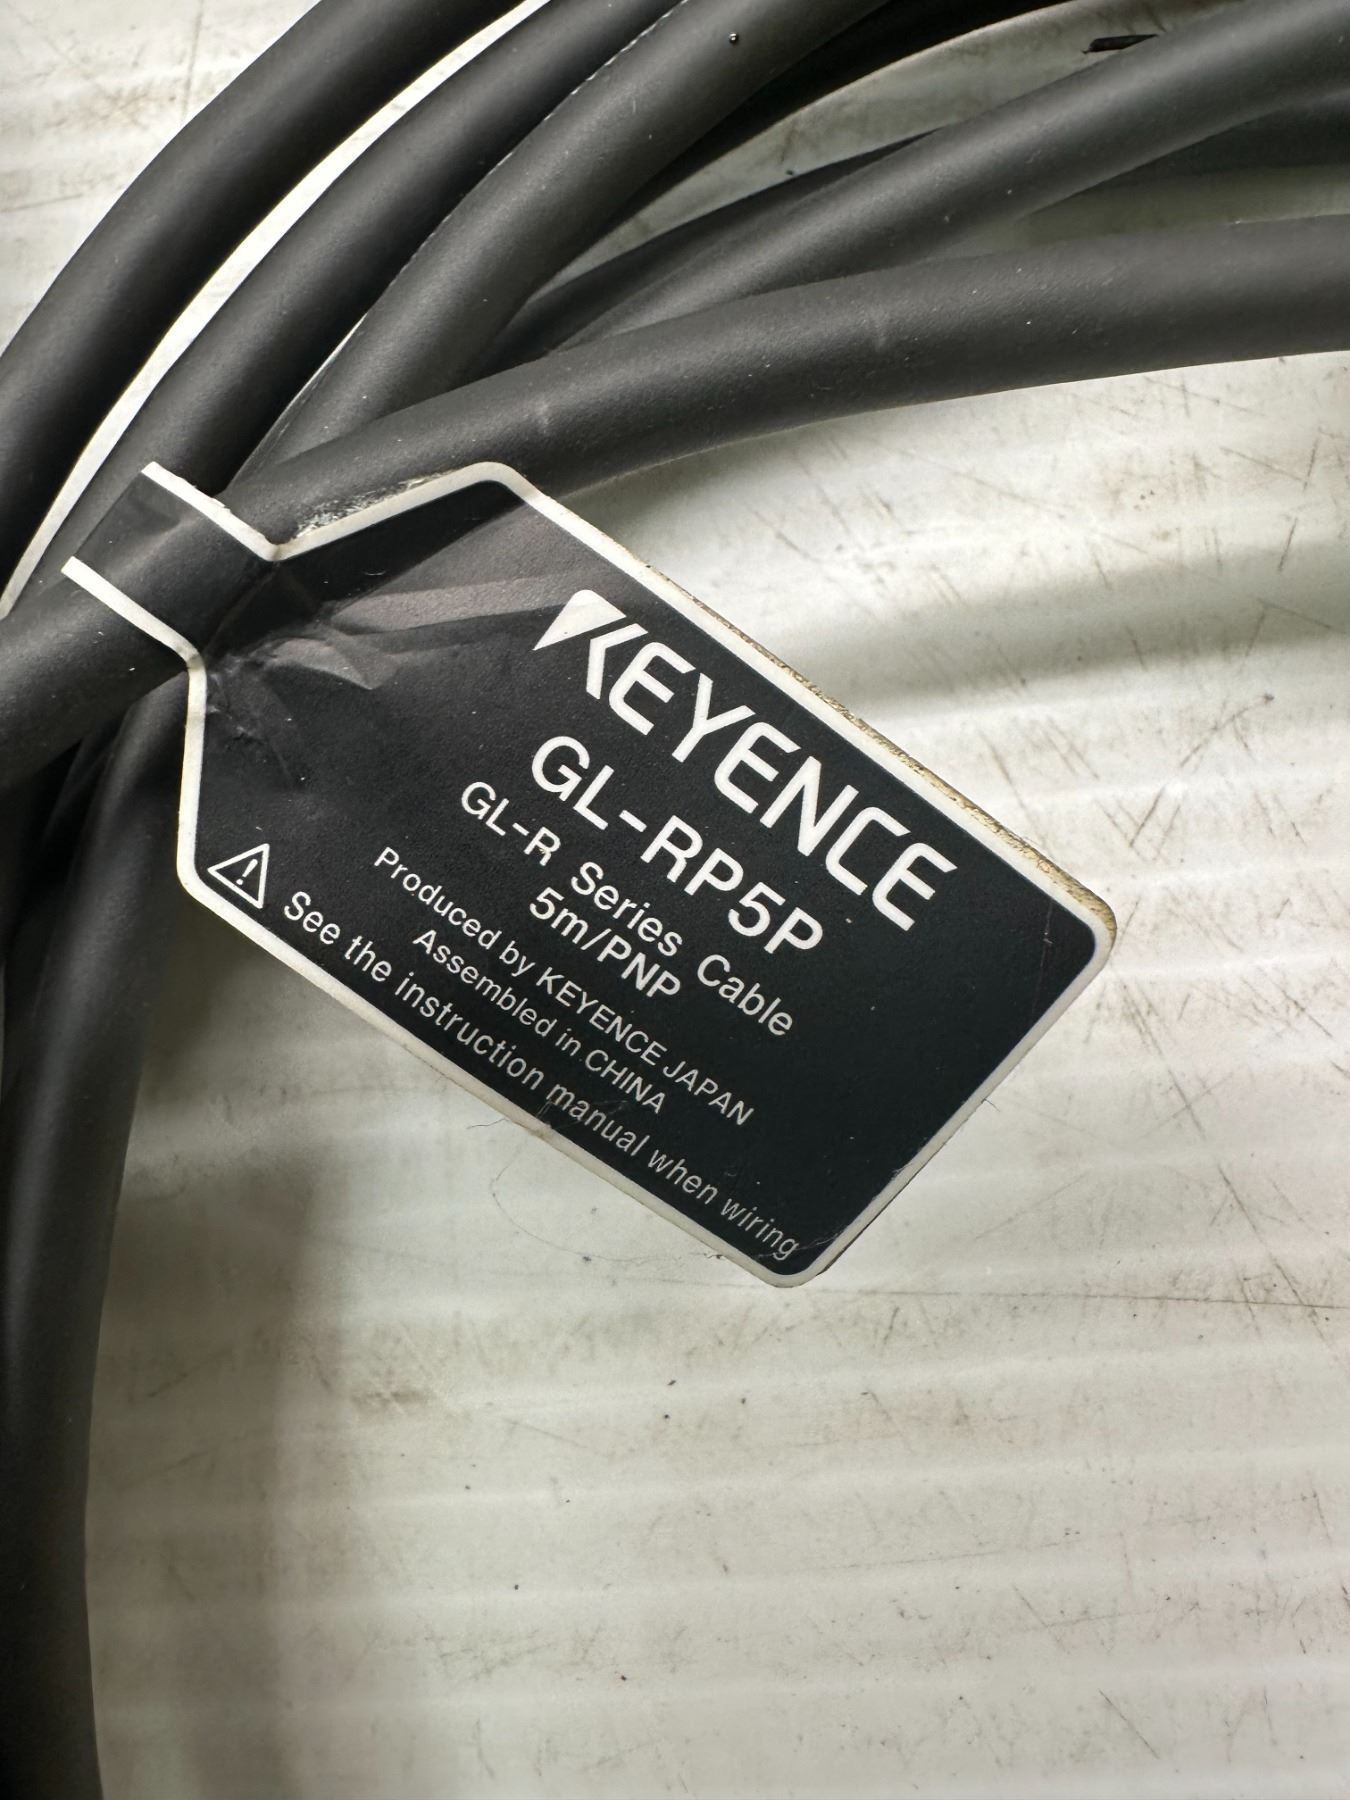 KEYENCE
GL-RP5P
GL-R Series Cable
5m/PNP
Produced by KEYENCE JAPAN
Assembled in CHINA
See the instruction manual when wiring